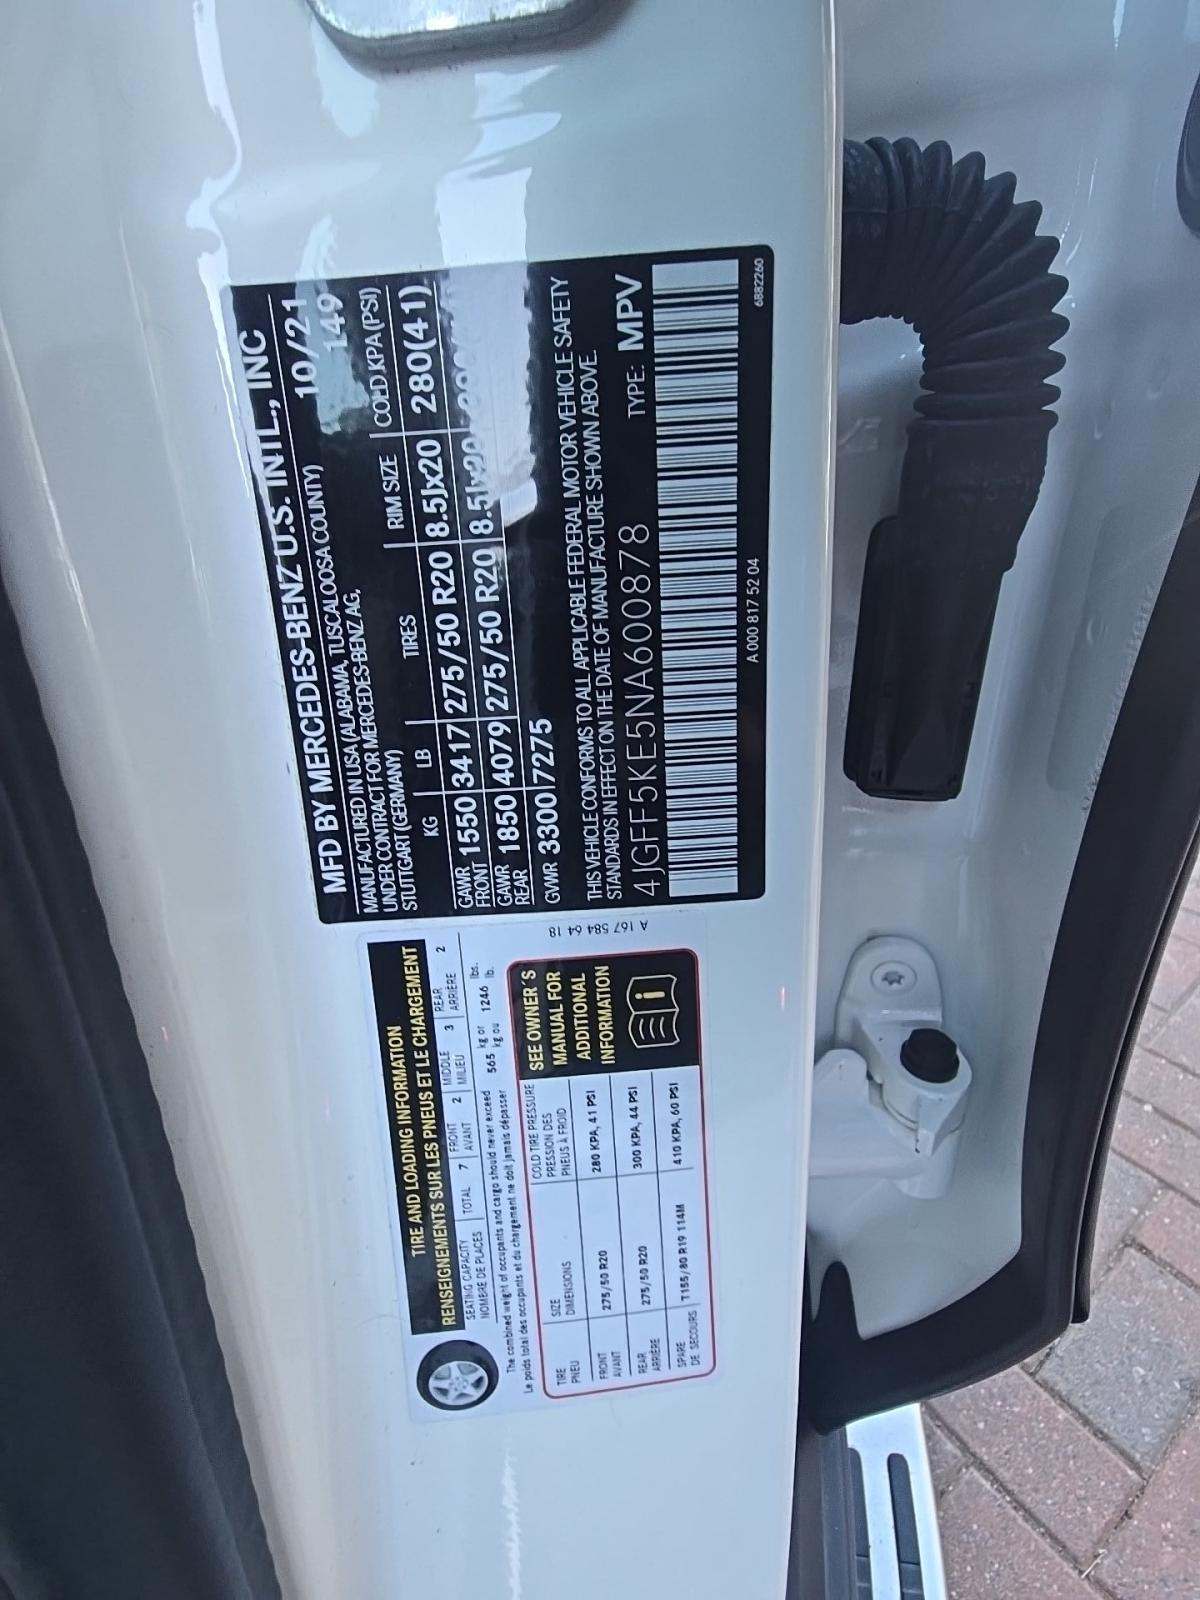 MFD BY MERCEDES-BENZ U.S. INTL., INC
MANUFACTURED IN USA (ALABAMA, TUSCALOOSA COUNTY) 10/21
UNDER CONTRACT FOR MERCEDES-BENZ AG, 149
STUTTGART (GERMANY)
KG LB TIRES RIM SIZE COLD KPA (PSI)
GAWR FRONT 1550 3417 275/50 R20 8.5Jx20 280(41)
GAWR REAR 1850 4079 275/50 R20 8.5Jx20
GVWR 3300 7275
THIS VEHICLE CONFORMS TO ALL APPLICABLE FEDERAL MOTOR VEHICLE SAFETY
STANDARDS IN EFFECT ON THE DATE OF MANUFACTURE SHOWN ABOVE.
4JGFF5KE5NA600878 TYPE: MPV
A 000 817 52 04 6882260
TIRE AND LOADING INFORMATION
RENSEIGNEMENTS SUR LES PNEUS ET LE CHARGEMENT
SEATING CAPACITY TOTAL 7 FRONT 2 MIDDLE 3 REAR 2
NOMBRE DE PLACES AVANT MILIEU ARRIÈRE
The combined weight of occupants and cargo should never exceed 565 kg or 1246 lbs.
Le poids total des occupants et du chargement ne doit jamais dépasser kg ou lb.
TIRE SIZE COLD TIRE PRESSURE
PNEU DIMENSIONS PRESSION DES
PNEUS À FROID
FRONT 275/50 R20 280 KPA, 41 PSI
AVANT
REAR 275/50 R20 300 KPA, 44 PSI
ARRIÈRE
SPARE T155/80 R19 114M 410 KPA, 60 PSI
DE SECOURS
SEE OWNER'S
MANUAL FOR
ADDITIONAL
INFORMATION
i
A 167 584 64 18